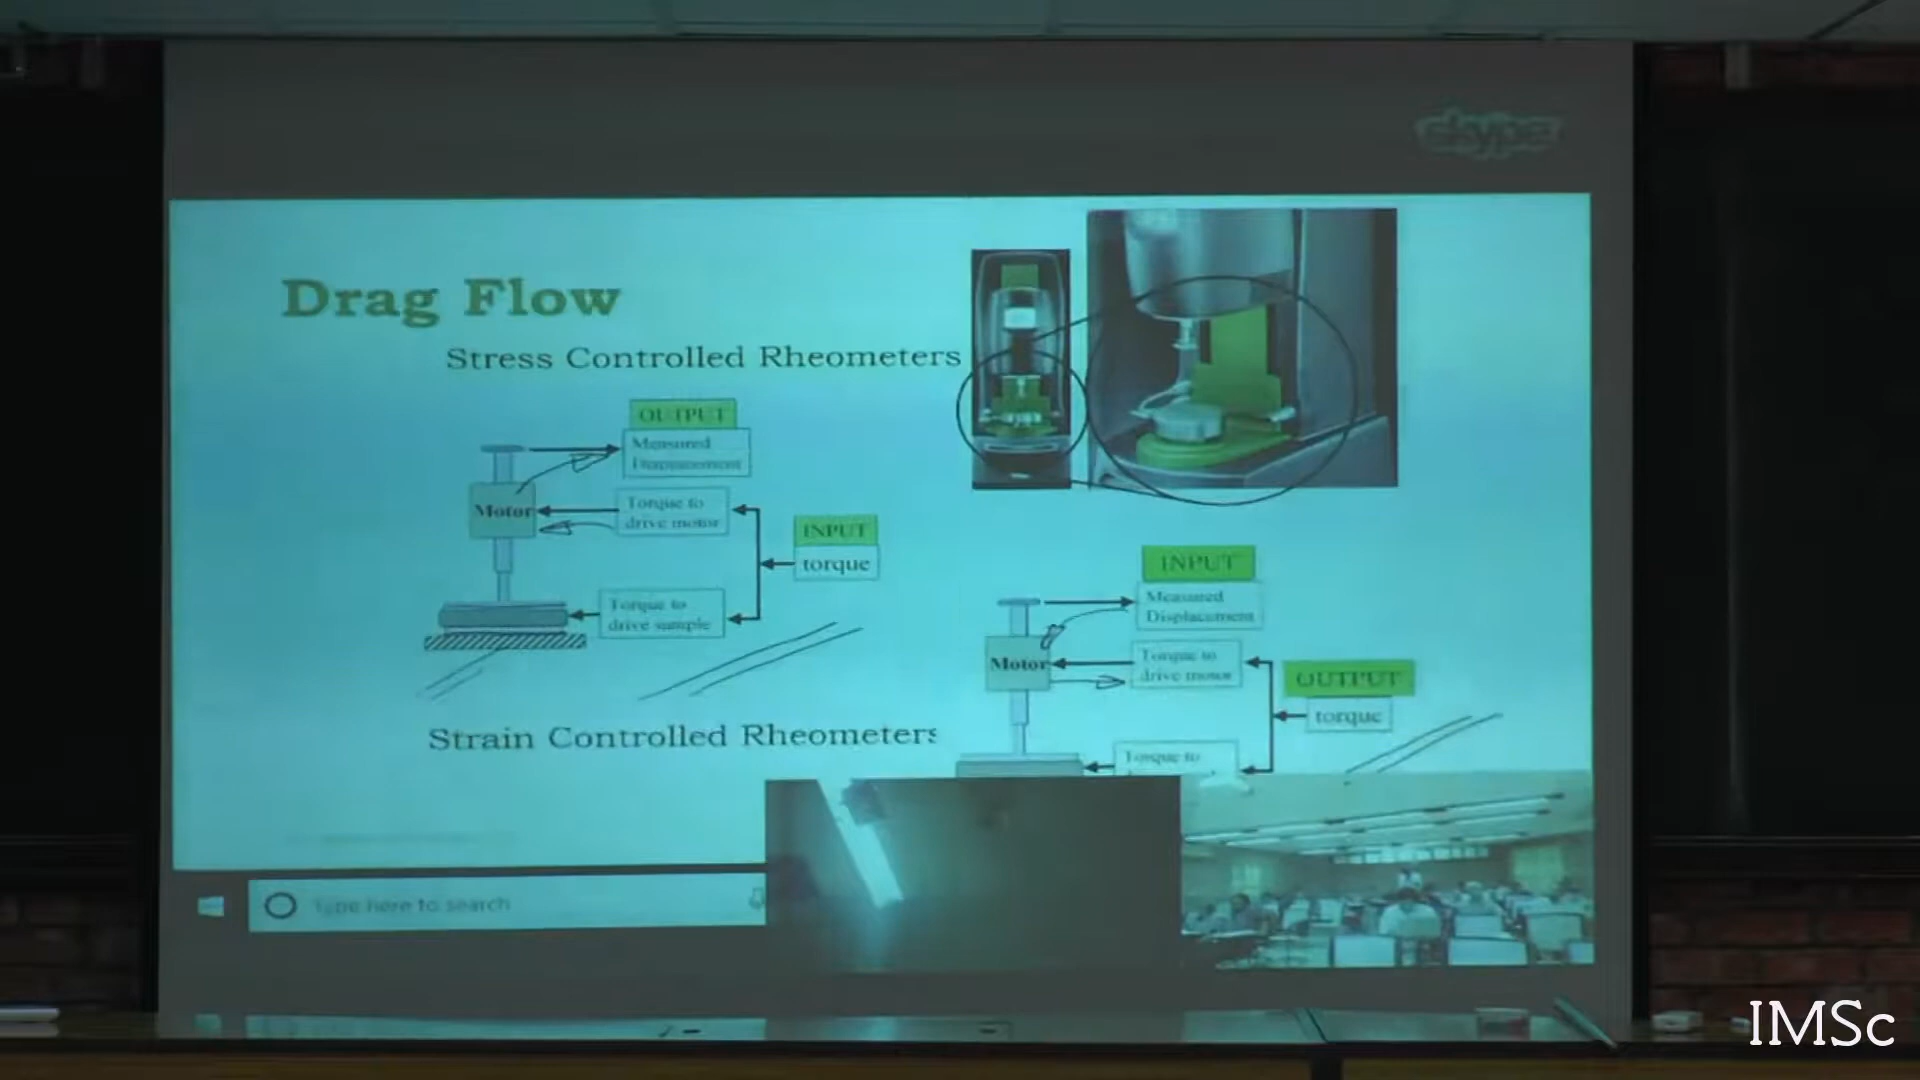 skype
Drag Flow
Stress Controlled Rheometers
OUTPUT
Measured
Displacement
Motor
Torque to
drive motor
INPUT
torque
Torque to
drive sample
INPUT
Measured
Displacement
Motor
Torque to
drive motor
OUTPUT
torque
Strain Controlled Rheometers
Torque to
Type here to search
IMSc